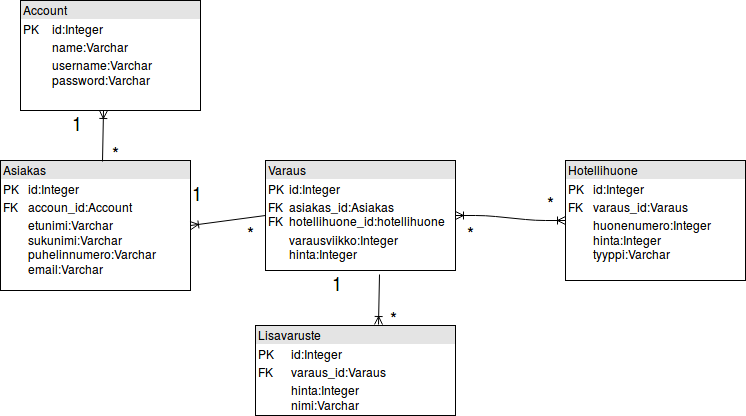 Account
PK id:Integer
name:Varchar
username:Varchar
password:Varchar
1
*
Asiakas
PK id:Integer
FK accoun_id:Account
etunimi:Varchar
sukunimi:Varchar
puhelinnumero:Varchar
email:Varchar
1
*
Varaus
PK id:Integer
FK asiakas_id:Asiakas
FK hotellihuone_id:hotellihuone
varausviikko:Integer
hinta:Integer
*
*
Hotellihuone
PK id:Integer
FK varaus_id:Varaus
huonenumero:Integer
hinta:Integer
tyyppi:Varchar
1
*
Lisavaruste
PK id:Integer
FK varaus_id:Varaus
hinta:Integer
nimi:Varchar